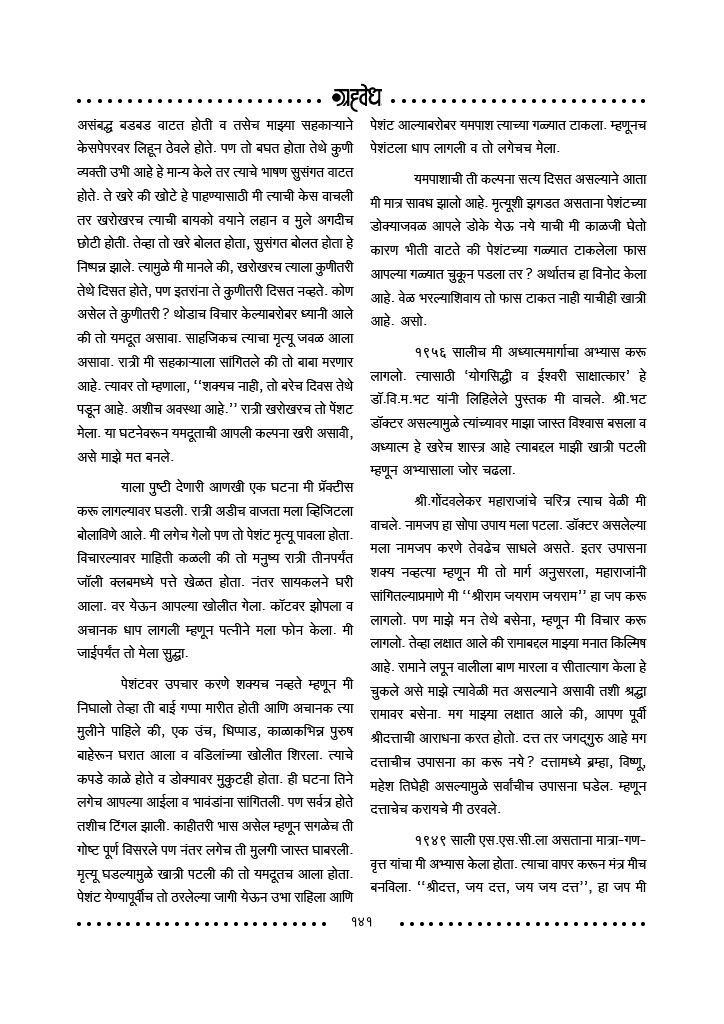 ग्रहवेध
असंबद्ध बडबड वाटत होती व तसेच माझ्या सहकाऱ्याने
केसपेपरवर लिहून ठेवले होते. पण तो बघत होता तेथे कुणी
व्यक्ती उभी आहे हे मान्य केले तर त्याचे भाषण सुसंगत वाटत
होते. ते खरे की खोटे हे पाहण्यासाठी मी त्याची केस वाचली
तर खरोखरच त्याची बायको वयाने लहान व मुले अगदीच
छोटी होती. तेव्हा तो खरे बोलत होता, सुसंगत बोलत होता हे
निष्पन्न झाले. त्यामुळे मी मानले की, खरोखरच त्याला कुणीतरी
तेथे दिसत होते, पण इतरांना ते कुणीतरी दिसत नव्हते. कोण
असेल ते कुणीतरी? थोडाच विचार केल्याबरोबर ध्यानी आले
की तो यमदूत असावा. साहजिकच त्याचा मृत्यू जवळ आला
असावा. रात्री मी सहकाऱ्याला सांगितले की तो बाबा मरणार
आहे. त्यावर तो म्हणाला, ‘‘शक्यच नाही, तो बरेच दिवस तेथे
पडून आहे. अशीच अवस्था आहे.’’ रात्री खरोखरच तो पेंशट
मेला. या घटनेवरून यमदूताची आपली कल्पना खरी असावी,
असे माझे मत बनले.
याला पुष्टी देणारी आणखी एक घटना मी प्रॅक्टीस
करू लागल्यावर घडली. रात्री अडीच वाजता मला व्हिजिटला
बोलाविणे आले. मी लगेच गेलो पण तो पेशंट मृत्यू पावला होता.
विचारल्यावर माहिती कळली की तो मनुष्य रात्री तीनपर्यंत
जॉली क्लबमध्ये पत्ते खेळत होता. नंतर सायकलने घरी
आला. वर येऊन आपल्या खोलीत गेला. कॉटवर झोपला व
अचानक धाप लागली म्हणून पत्नीने मला फोन केला. मी
जाईपर्यंत तो मेला सुद्धा.
पेशंटवर उपचार करणे शक्यच नव्हते म्हणून मी
निघालो तेव्हा ती बाई गप्पा मारीत होती आणि अचानक त्या
मुलीने पाहिले की, एक उंच, धिप्पाड, काळाकभिन्न पुरुष
बाहेरून घरात आला व वडिलांच्या खोलीत शिरला. त्याचे
कपडे काळे होते व डोक्यावर मुकुटही होता. ही घटना तिने
लगेच आपल्या आईला व भावंडांना सांगितली. पण सर्वत्र होते
तशीच टिंगल झाली. काहीतरी भास असेल म्हणून सगळेच ती
गोष्ट पूर्ण विसरले पण नंतर लगेच ती मुलगी जास्त घाबरली.
मृत्यू घडल्यामुळे खात्री पटली की तो यमदूतच आला होता.
पेशंट येण्यापूर्वीच तो ठरलेल्या जागी येऊन उभा राहिला आणि
पेशंट आल्याबरोबर यमपाश त्याच्या गळ्यात टाकला. म्हणूनच
पेशंटला धाप लागली व तो लगेचच मेला.
यमपाशाची ती कल्पना सत्य दिसत असल्याने आता
मी मात्र सावध झालो आहे. मृत्यूशी झगडत असताना पेशंटच्या
डोक्याजवळ आपले डोके येऊ नये याची मी काळजी घेतो
कारण भीती वाटते की पेशंटच्या गळ्यात टाकलेला फास
आपल्या गळ्यात चुकून पडला तर? अर्थातच हा विनोद केला
आहे. वेळ भरल्याशिवाय तो फास टाकत नाही याचीही खात्री
आहे. असो.
१९५६ सालीच मी अध्यात्ममार्गाचा अभ्यास करू
लागलो. त्यासाठी ‘योगसिद्धी व ईश्वरी साक्षात्कार’ हे
डॉ.वि.म.भट यांनी लिहिलेले पुस्तक मी वाचले. श्री.भट
डॉक्टर असल्यामुळे त्यांच्यावर माझा जास्त विश्वास बसला व
अध्यात्म हे खरेच शास्त्र आहे त्याबद्दल माझी खात्री पटली
म्हणून अभ्यासाला जोर चढला.
श्री.गोंदवलेकर महाराजांचे चरित्र त्याच वेळी मी
वाचले. नामजप हा सोपा उपाय मला पटला. डॉक्टर असलेल्या
मला नामजप करणे तेवढेच साधले असते. इतर उपासना
शक्य नव्हत्या म्हणून मी तो मार्ग अनुसरला, महाराजांनी
सांगितल्याप्रमाणे मी ‘‘श्रीराम जयराम जयराम’’ हा जप करू
लागलो. पण माझे मन तेथे बसेना, म्हणून मी विचार करू
लागलो. तेव्हा लक्षात आले की रामाबद्दल माझ्या मनात किल्मिष
आहे. रामाने लपून वालीला बाण मारला व सीतात्याग केला हे
चुकले असे माझे त्यावेळी मत असल्याने असावी तशी श्रद्धा
रामावर बसेना. मग माझ्या लक्षात आले की, आपण पूर्वी
श्रीदत्ताची आराधना करत होतो. दत्त तर जगद्‌गुरु आहे मग
दत्ताचीच उपासना का करू नये? दत्तामध्ये ब्रम्हा, विष्णू,
महेश तिघेही असल्यामुळे सर्वांचीच उपासना घडेल. म्हणून
दत्ताचेच करायचे मी ठरवले.
१९४९ साली एस.एस.सी.ला असताना मात्रा-गण-
वृत्त यांचा मी अभ्यास केला होता. त्याचा वापर करून मंत्र मीच
बनविला. ‘‘श्रीदत्त, जय दत्त, जय जय दत्त’’, हा जप मी
१४१